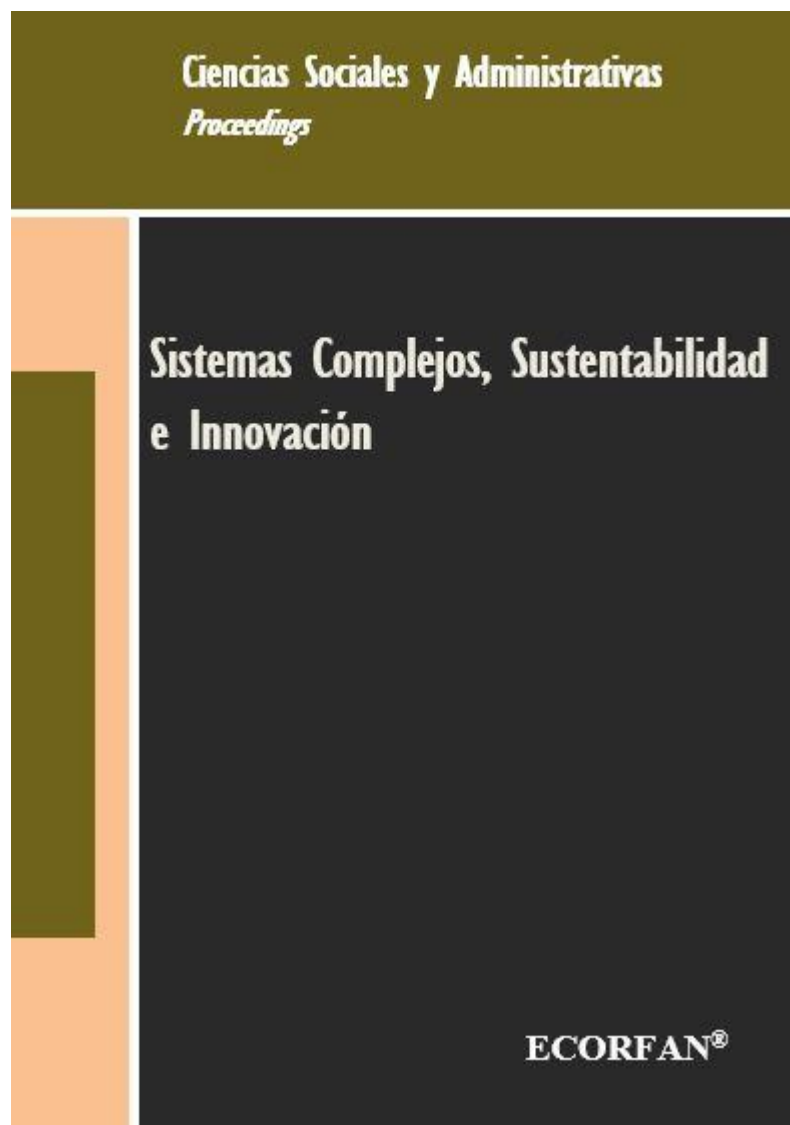 Ciencias Sociales y Administrativas
Proceedings
Sistemas Complejos, Sustentabilidad
e Innovación
ECORFAN®